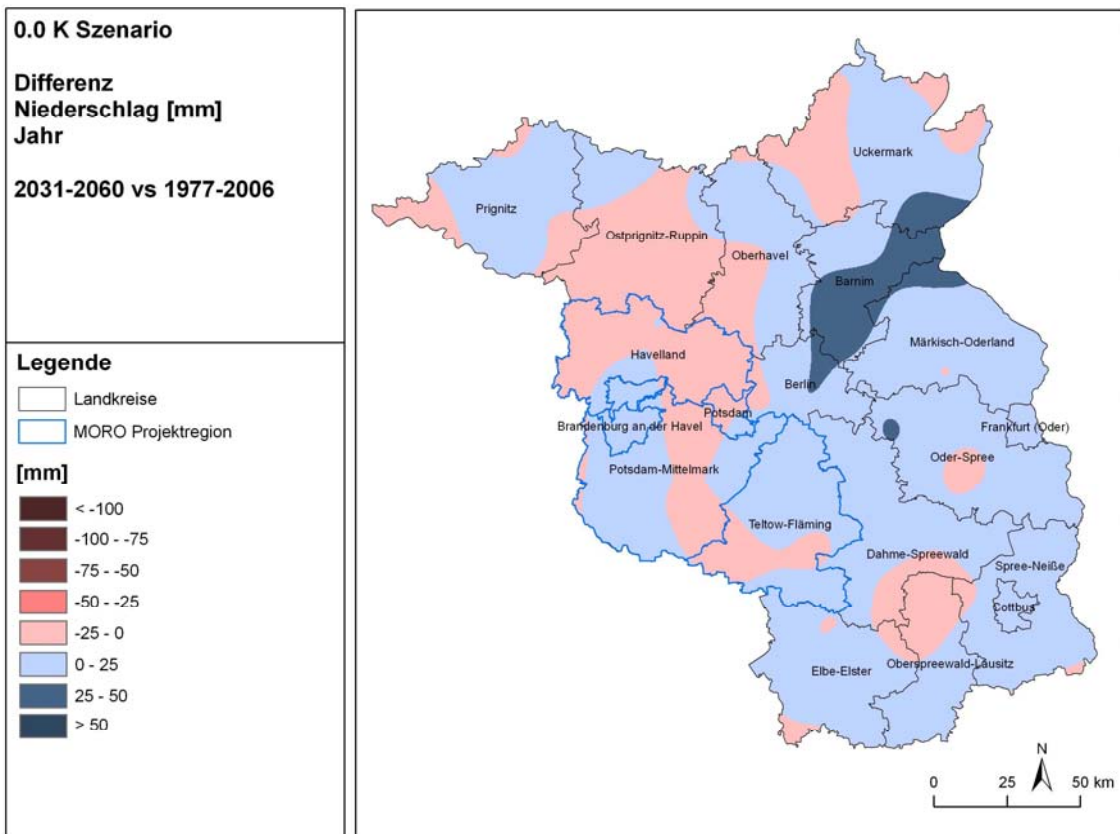 0.0 K Szenario
Differenz
Niederschlag [mm]
Jahr
2031-2060 vs 1977-2006
Legende
Landkreise
MORO Projektregion
[mm]
< -100
-100 - -75
-75 - -50
-50 - -25
-25 - 0
0 - 25
25 - 50
> 50
Uckermark
Prignitz
Ostprignitz-Ruppin
Oberhavel
Barnim
Märkisch-Oderland
Havelland
Berlin
Potsdam
Brandenburg an der Havel
Frankfurt (Oder)
Oder-Spree
Potsdam-Mittelmark
Teltow-Fläming
Dahme-Spreewald
Spree-Neiße
Cottbus
Elbe-Elster
Oberspreewald-Lausitz
N
0 25 50 km